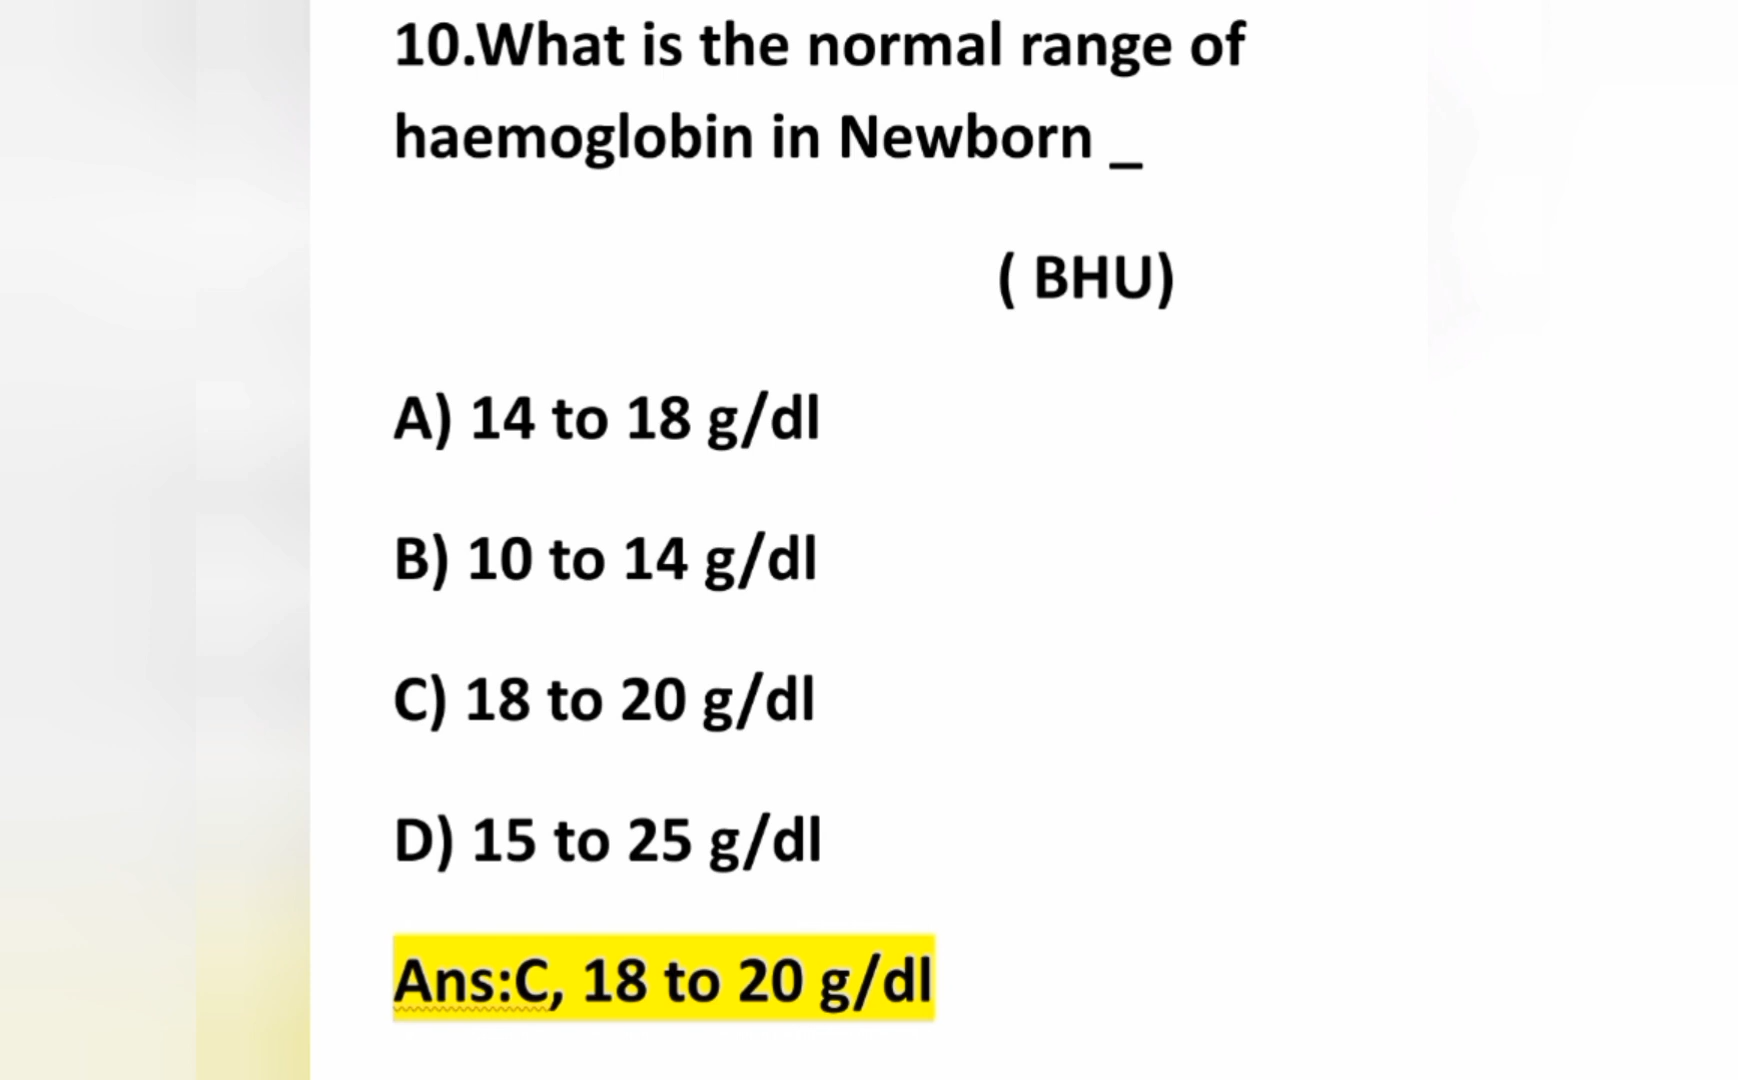 10.What is the normal range of
haemoglobin in Newborn _
( BHU)
A) 14 to 18 g/dl
B) 10 to 14 g/dl
C) 18 to 20 g/dl
D) 15 to 25 g/dl
Ans:C, 18 to 20 g/dl